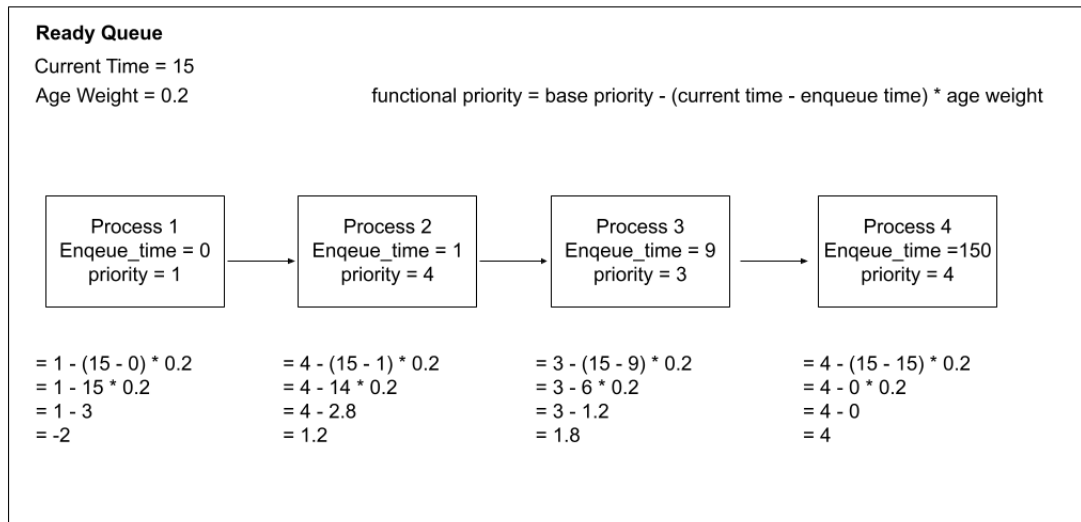 Ready Queue
Current Time = 15
Age Weight = 0.2
functional priority = base priority - (current time - enqueue time) * age weight
Process 1
Enqeue_time = 0
priority = 1
Process 2
Enqeue_time = 1
priority = 4
Process 3
Enqeue_time = 9
priority = 3
Process 4
Enqeue_time =150
priority = 4
= 1 - (15 - 0) * 0.2
= 1 - 15 * 0.2
= 1 - 3
= -2
= 4 - (15 - 1) * 0.2
= 4 - 14 * 0.2
= 4 - 2.8
= 1.2
= 3 - (15 - 9) * 0.2
= 3 - 6 * 0.2
= 3 - 1.2
= 1.8
= 4 - (15 - 15) * 0.2
= 4 - 0 * 0.2
= 4 - 0
= 4